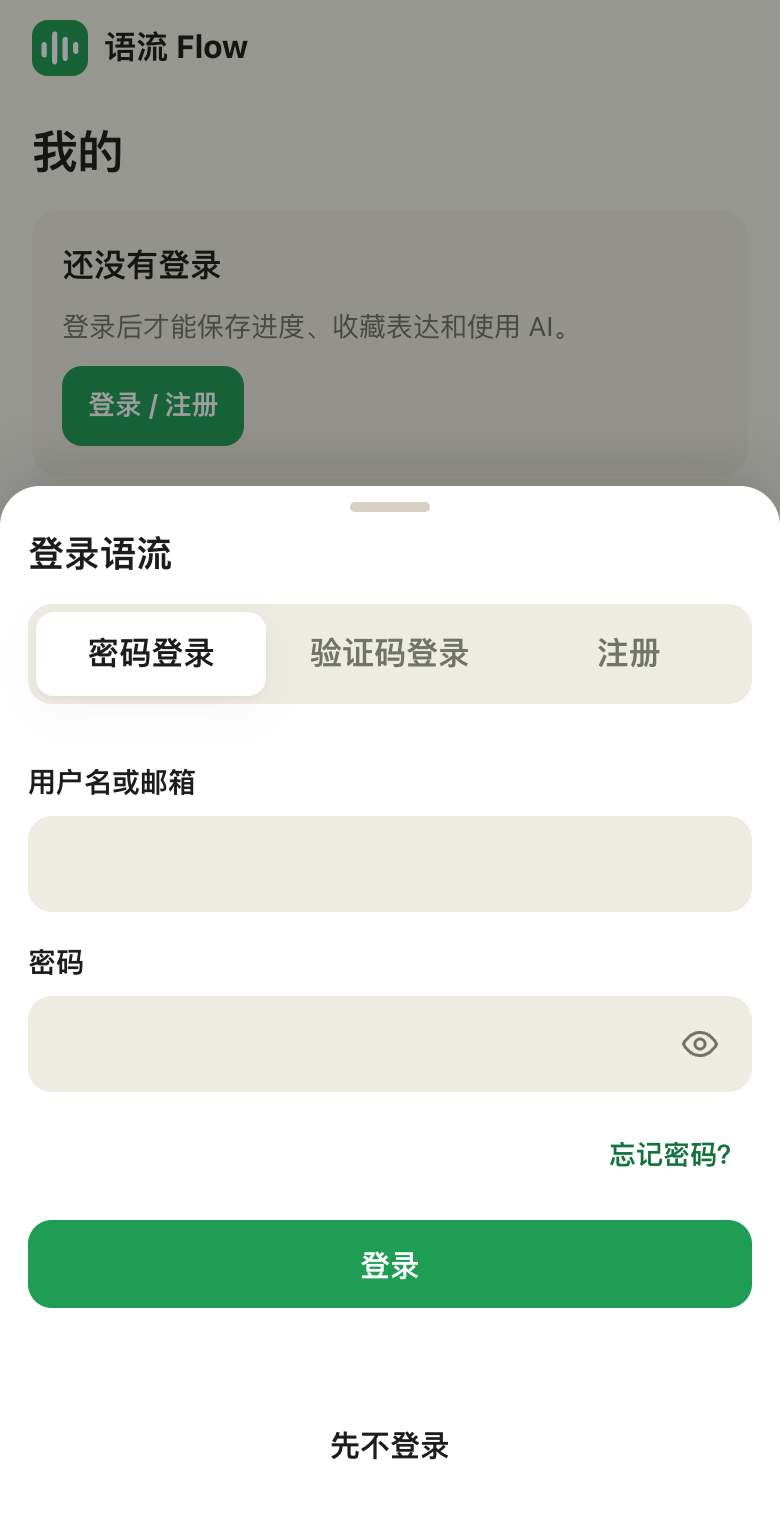 语流 Flow
我的
还没有登录
登录后才能保存进度、收藏表达和使用 AI。
登录 / 注册
登录语流
密码登录 验证码登录 注册
用户名或邮箱
密码
忘记密码?
登录
先不登录